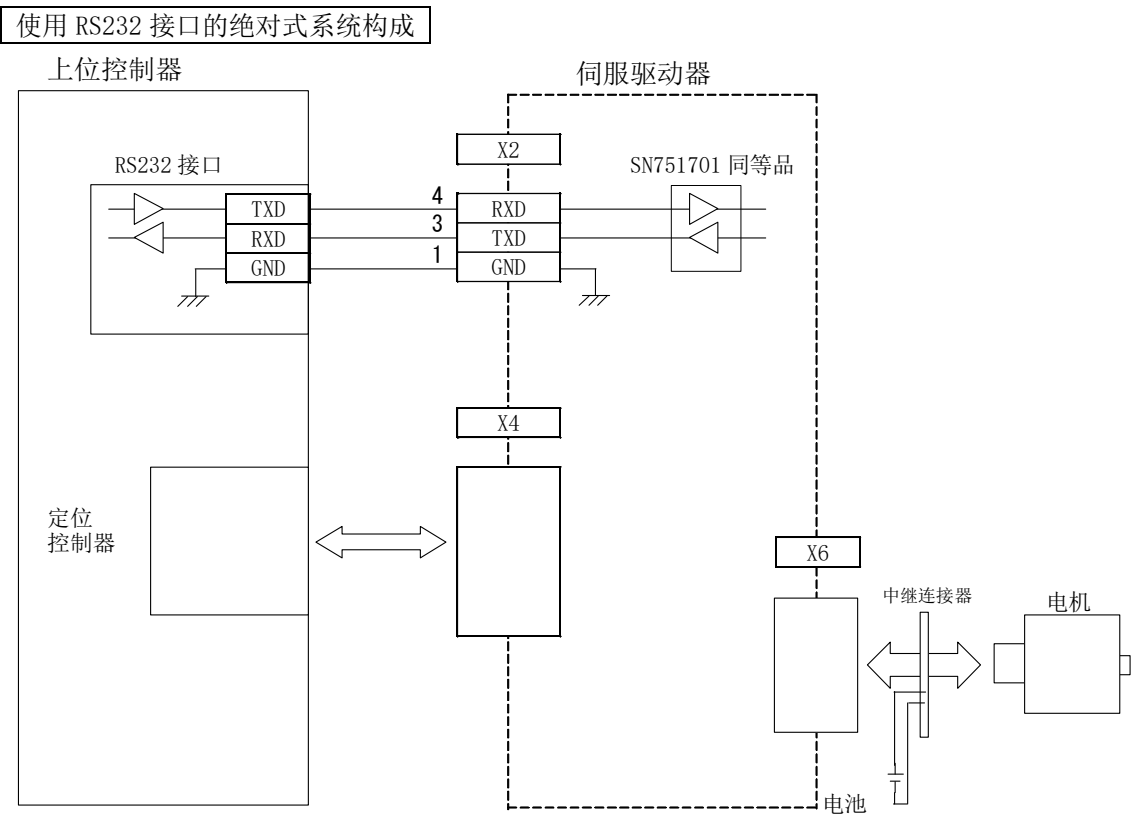 使用 RS232 接口的绝对式系统构成
上位控制器
伺服驱动器
X2
RS232 接口
SN751701 同等品
TXD
4
RXD
RXD
3
TXD
GND
1
GND
X4
定位
控制器
X6
中继连接器
电机
电池